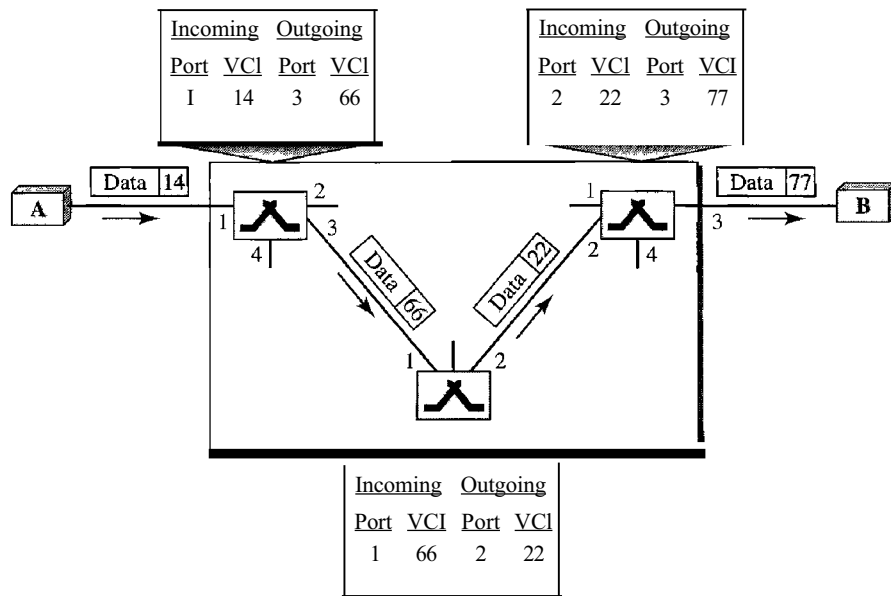 Incoming Outgoing
Port VCl Port VCl
I 14 3 66
Incoming Outgoing
Port VCl Port VCI
2 22 3 77
Data 14
Data 77
A
B
1
2
3
4
1
2
3
4
Data 66
Data 22
1
2
Incoming Outgoing
Port VCI Port VCl
1 66 2 22